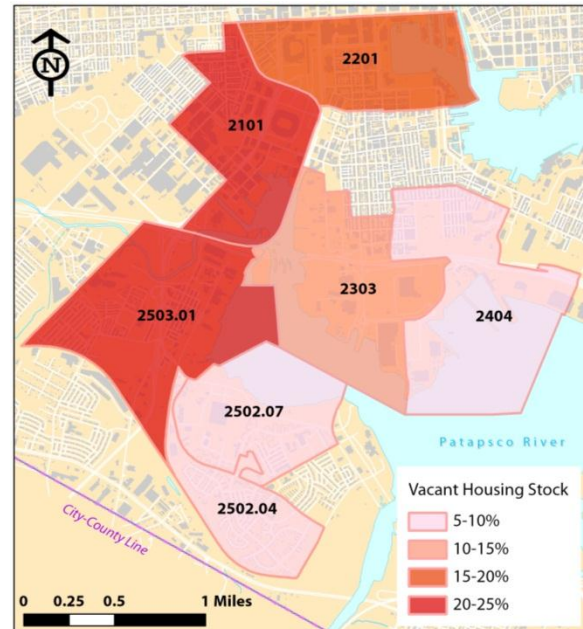 N
2201
2101
2303
2503.01
2404
2502.07
Patapsco River
2502.04
City-County Line
Vacant Housing Stock
5-10%
10-15%
15-20%
20-25%
0 0.25 0.5 1 Miles